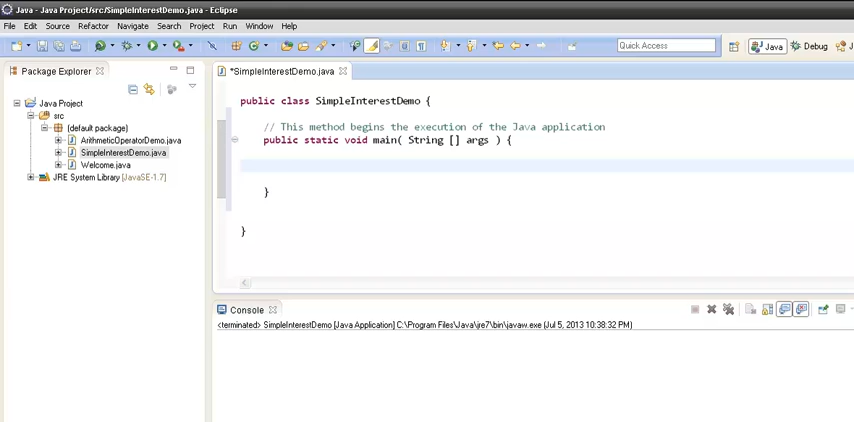 Java - Java Project/src/SimpleInterestDemo.java - Eclipse
File Edit Source Refactor Navigate Search Project Run Window Help
Quick Access Java Debug
Package Explorer
*SimpleInterestDemo.java
Java Project
src
(default package)
ArithmeticOperatorDemo.java
SimpleInterestDemo.java
Welcome.java
JRE System Library [JavaSE-1.7]
public class SimpleInterestDemo {
// This method begins the execution of the Java application
public static void main( String [] args ) {
}
}
Console
<terminated> SimpleInterestDemo [Java Application] C:\Program Files\Java\jre7\bin\javaw.exe (Jul 5, 2013 10:38:32 PM)